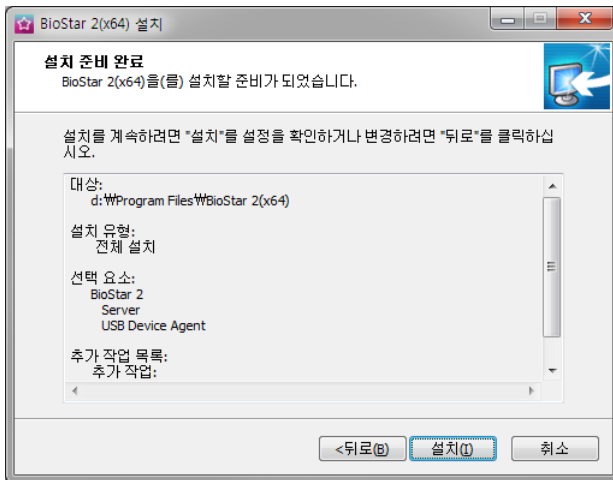 BioStar 2(x64) 설치
설치 준비 완료
BioStar 2(x64)을(를) 설치할 준비가 되었습니다.
설치를 계속하려면 "설치"를 설정을 확인하거나 변경하려면 "뒤로"를 클릭하십
시오.
대상:
d:₩Program Files₩BioStar 2(x64)
설치 유형:
전체 설치
선택 요소:
BioStar 2
Server
USB Device Agent
추가 작업 목록:
추가 작업:
<뒤로(B)
설치(I)
취소